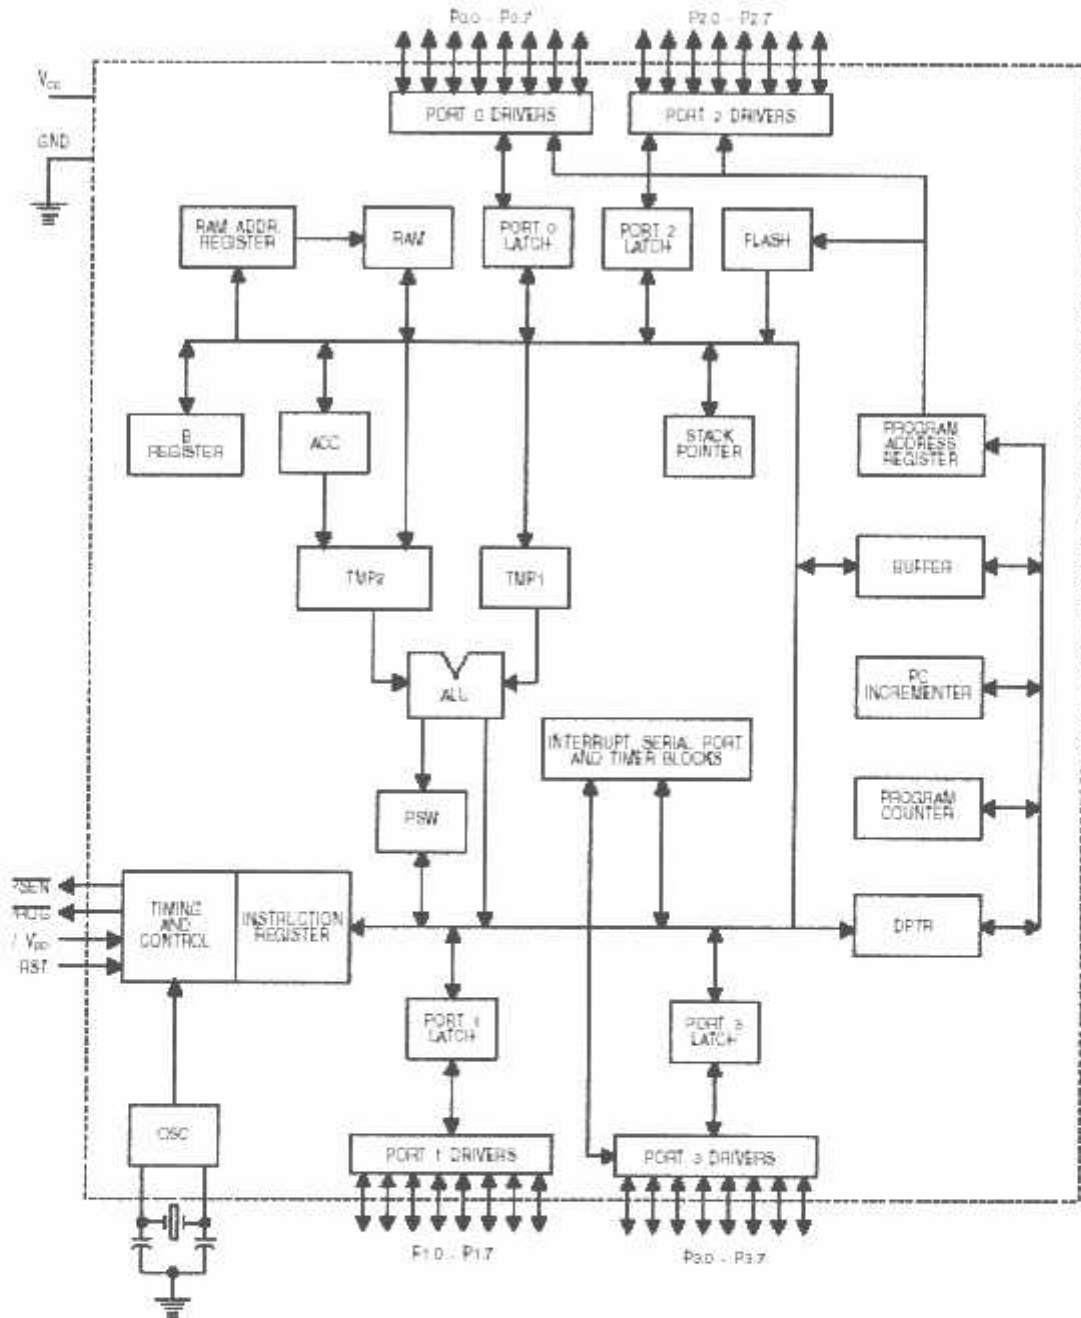 P0.0 - P0.7
P2.0 - P2.7
VCC
GND
PORT 0 DRIVERS
PORT 2 DRIVERS
RAM ADDR.
REGISTER
RAM
PORT 0
LATCH
PORT 2
LATCH
FLASH
B
REGISTER
ACC
STACK
POINTER
PROGRAM
ADDRESS
REGISTER
TMP2
TMP1
BUFFER
ALU
PC
INCREMENTER
INTERRUPT, SERIAL PORT,
AND TIMER BLOCKS
PSW
PROGRAM
COUNTER
PSEN
TIMING
AND
CONTROL
INSTRUCTION
REGISTER
DPTR
/ VPP
RST
PORT 1
LATCH
PORT 3
LATCH
OSC
PORT 1 DRIVERS
PORT 3 DRIVERS
P1.0 - P1.7
P3.0 - P3.7